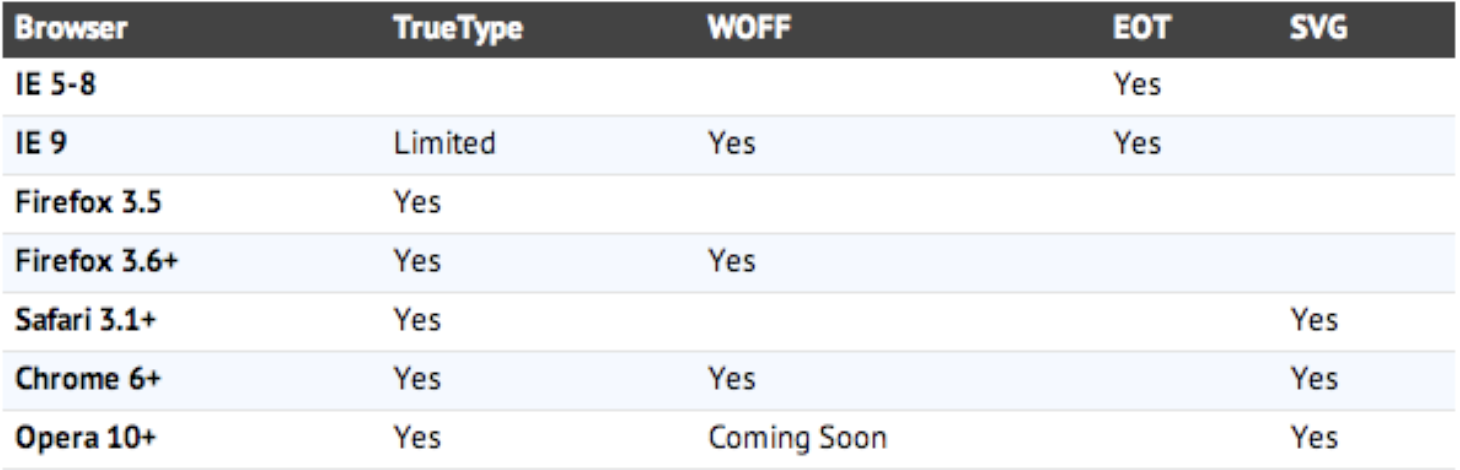 Browser TrueType WOFF EOT SVG
IE 5-8 Yes
IE 9 Limited Yes Yes
Firefox 3.5 Yes
Firefox 3.6+ Yes Yes
Safari 3.1+ Yes Yes
Chrome 6+ Yes Yes Yes
Opera 10+ Yes Coming Soon Yes